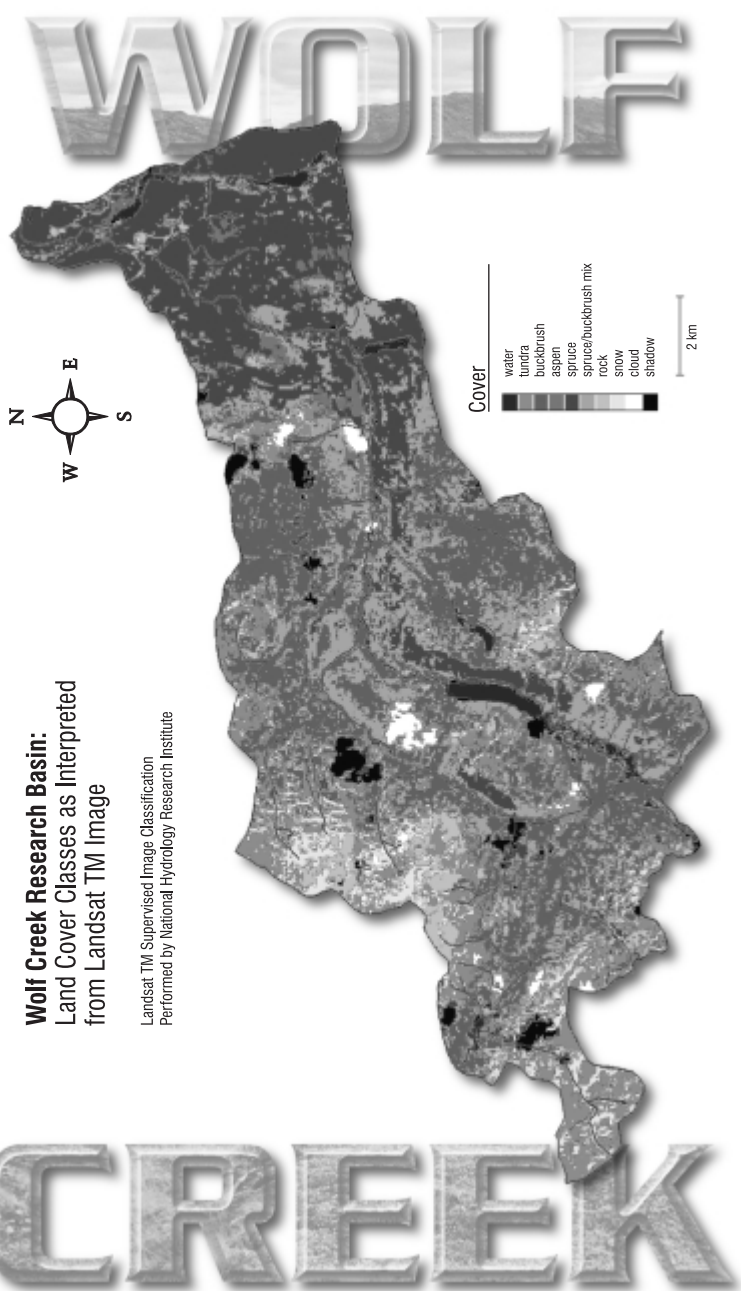 WOLF
CREEK
Wolf Creek Research Basin:
Land Cover Classes as Interpreted
from Landsat TM Image
Landsat TM Supervised Image Classification
Performed by National Hydrology Research Institute
N
W
E
S
Cover
water
tundra
buckbrush
aspen
spruce
spruce/buckbrush mix
rock
snow
cloud
shadow
2 km